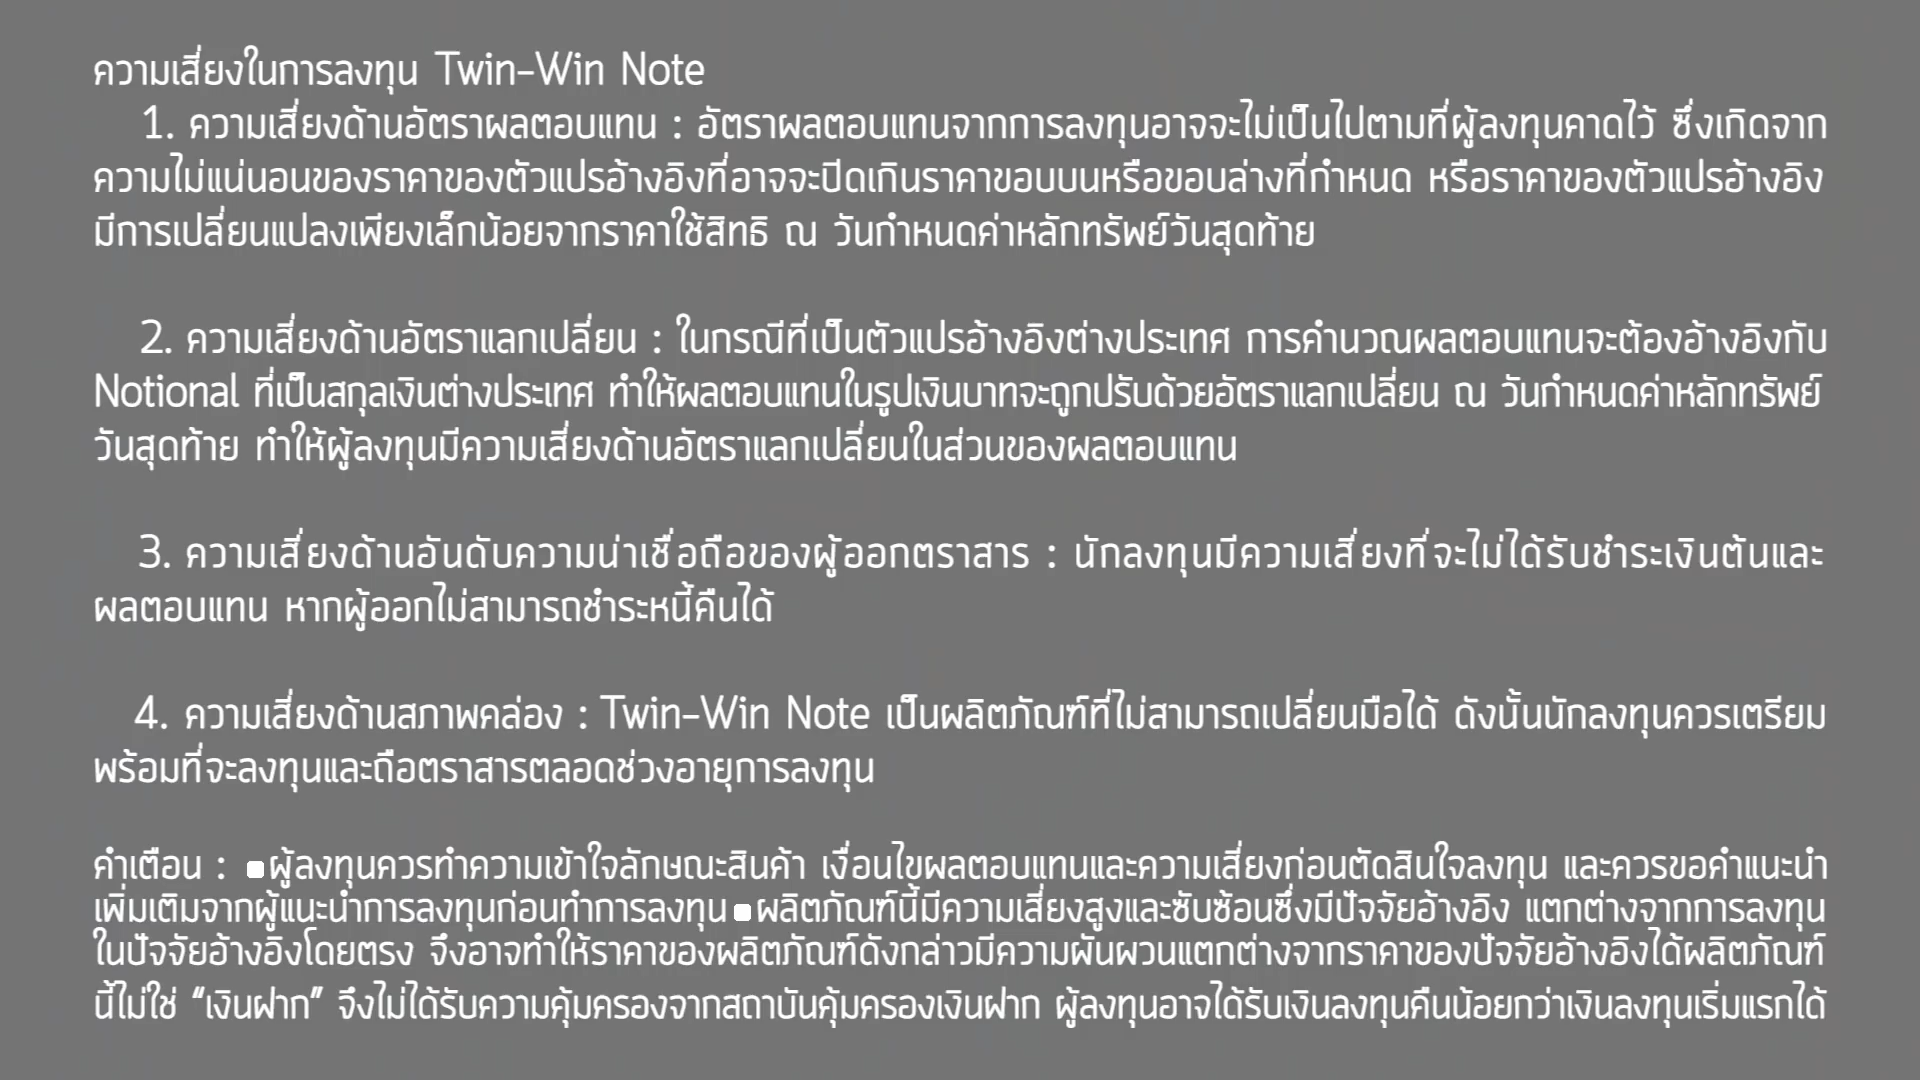 ความเสี่ยงในการลงทุน Twin-Win Note
1. ความเสี่ยงด้านอัตราผลตอบแทน : อัตราผลตอบแทนจากการลงทุนอาจจะไม่เป็นไปตามที่ผู้ลงทุนคาดไว้ ซึ่งเกิดจาก
ความไม่แน่นอนของราคาของตัวแปรอ้างอิงที่อาจจะปิดเกินราคาขอบบนหรือขอบล่างที่กำหนด หรือราคาของตัวแปรอ้างอิง
มีการเปลี่ยนแปลงเพียงเล็กน้อยจากราคาใช้สิทธิ ณ วันกำหนดค่าหลักทรัพย์วันสุดท้าย
2. ความเสี่ยงด้านอัตราแลกเปลี่ยน : ในกรณีที่เป็นตัวแปรอ้างอิงต่างประเทศ การคำนวณผลตอบแทนจะต้องอ้างอิงกับ
Notional ที่เป็นสกุลเงินต่างประเทศ ทำให้ผลตอบแทนในรูปเงินบาทจะถูกปรับด้วยอัตราแลกเปลี่ยน ณ วันกำหนดค่าหลักทรัพย์
วันสุดท้าย ทำให้ผู้ลงทุนมีความเสี่ยงด้านอัตราแลกเปลี่ยนในส่วนของผลตอบแทน
3. ความเสี่ยงด้านอันดับความน่าเชื่อถือของผู้ออกตราสาร : นักลงทุนมีความเสี่ยงที่จะไม่ได้รับชำระเงินต้นและ
ผลตอบแทน หากผู้ออกไม่สามารถชำระหนี้คืนได้
4. ความเสี่ยงด้านสภาพคล่อง : Twin-Win Note เป็นผลิตภัณฑ์ที่ไม่สามารถเปลี่ยนมือได้ ดังนั้นนักลงทุนควรเตรียม
พร้อมที่จะลงทุนและถือตราสารตลอดช่วงอายุการลงทุน
คำเตือน : ▪ผู้ลงทุนควรทำความเข้าใจลักษณะสินค้า เงื่อนไขผลตอบแทนและความเสี่ยงก่อนตัดสินใจลงทุน และควรขอคำแนะนำ
เพิ่มเติมจากผู้แนะนำการลงทุนก่อนทำการลงทุน▪ผลิตภัณฑ์นี้มีความเสี่ยงสูงและซับซ้อนซึ่งมีปัจจัยอ้างอิง แตกต่างจากการลงทุน
ในปัจจัยอ้างอิงโดยตรง จึงอาจทำให้ราคาของผลิตภัณฑ์ดังกล่าวมีความผันผวนแตกต่างจากราคาของปัจจัยอ้างอิงได้ผลิตภัณฑ์
นี้ไม่ใช่ “เงินฝาก” จึงไม่ได้รับความคุ้มครองจากสถาบันคุ้มครองเงินฝาก ผู้ลงทุนอาจได้รับเงินลงทุนคืนน้อยกว่าเงินลงทุนเริ่มแรกได้